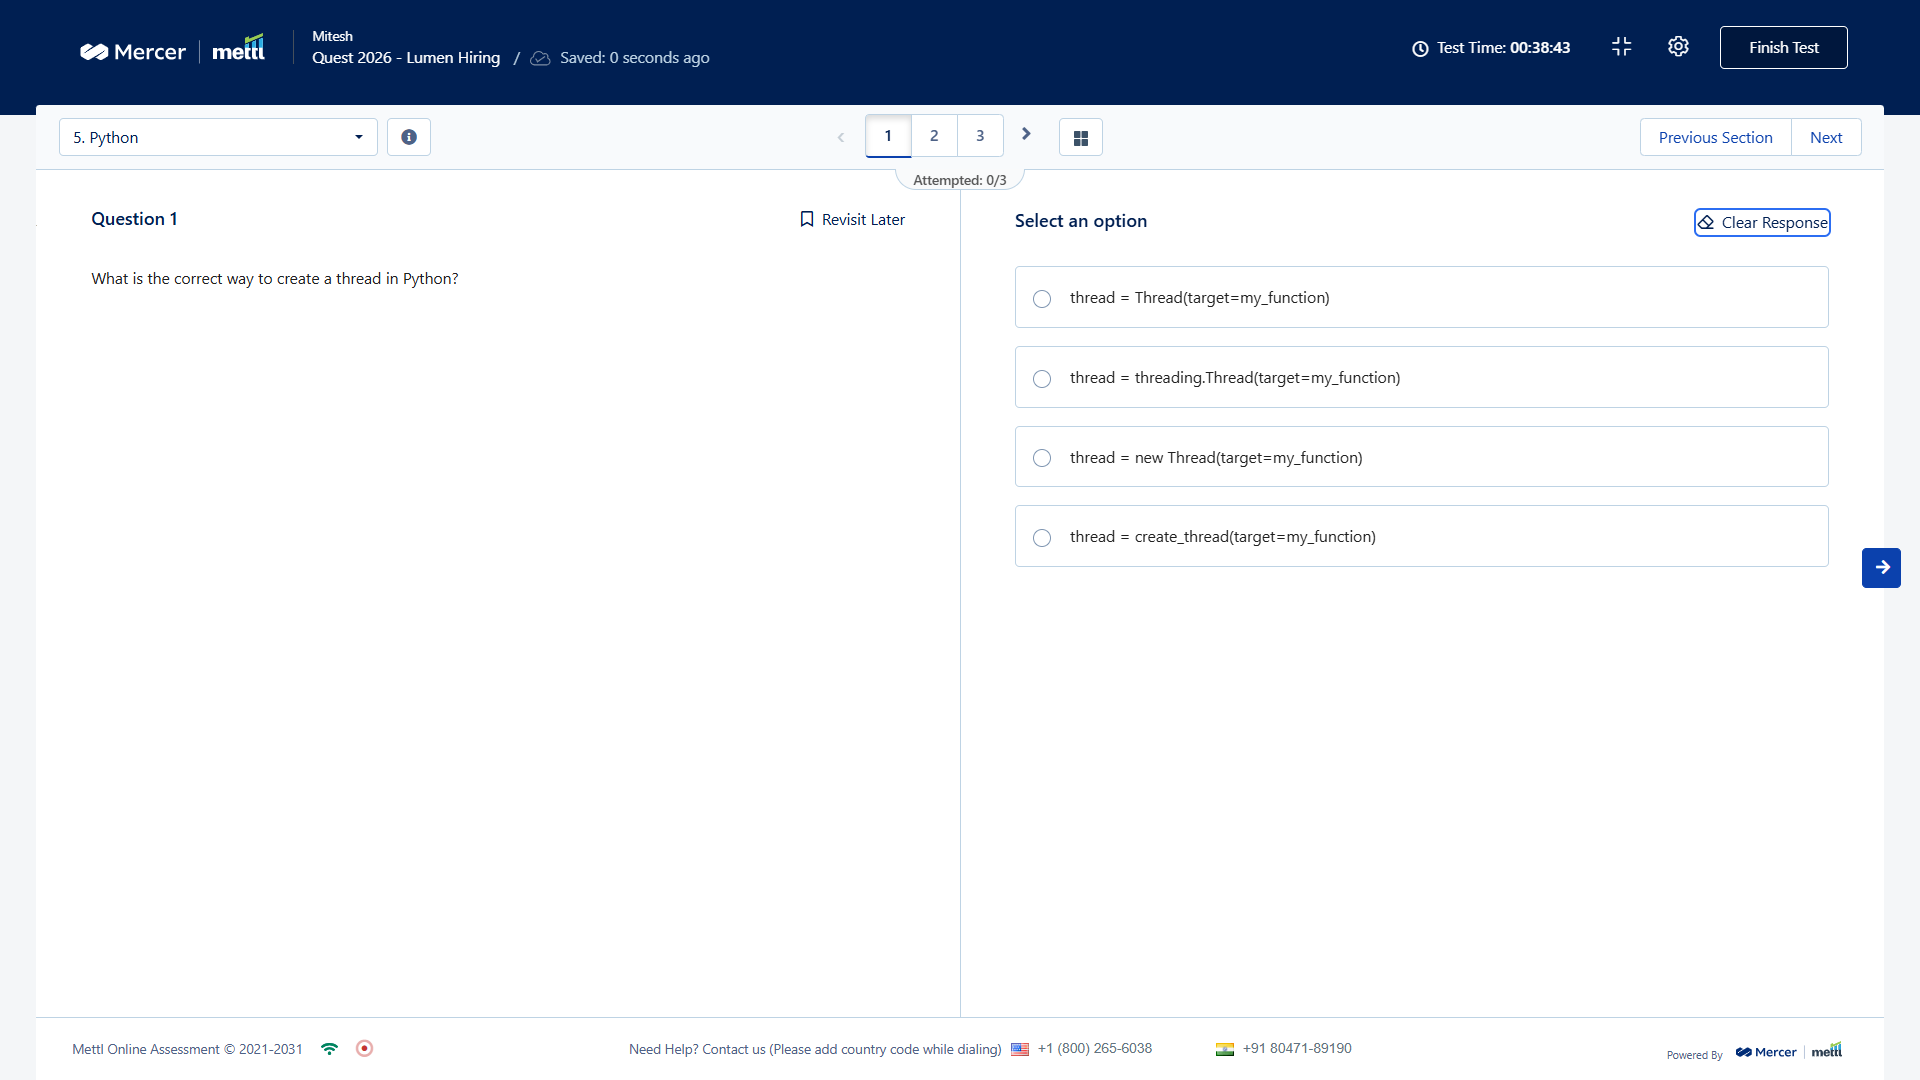 Mercer | mettl
Mitesh
Quest 2026 - Lumen Hiring / Saved: 0 seconds ago
Test Time: 00:38:43
Finish Test
5. Python
1 2 3
Previous Section
Next
Attempted: 0/3
Question 1
Revisit Later
What is the correct way to create a thread in Python?
Select an option
Clear Response
thread = Thread(target=my_function)
thread = threading.Thread(target=my_function)
thread = new Thread(target=my_function)
thread = create_thread(target=my_function)
Mettl Online Assessment © 2021-2031
Need Help? Contact us (Please add country code while dialing) +1 (800) 265-6038 +91 80471-89190
Powered By Mercer | mettl